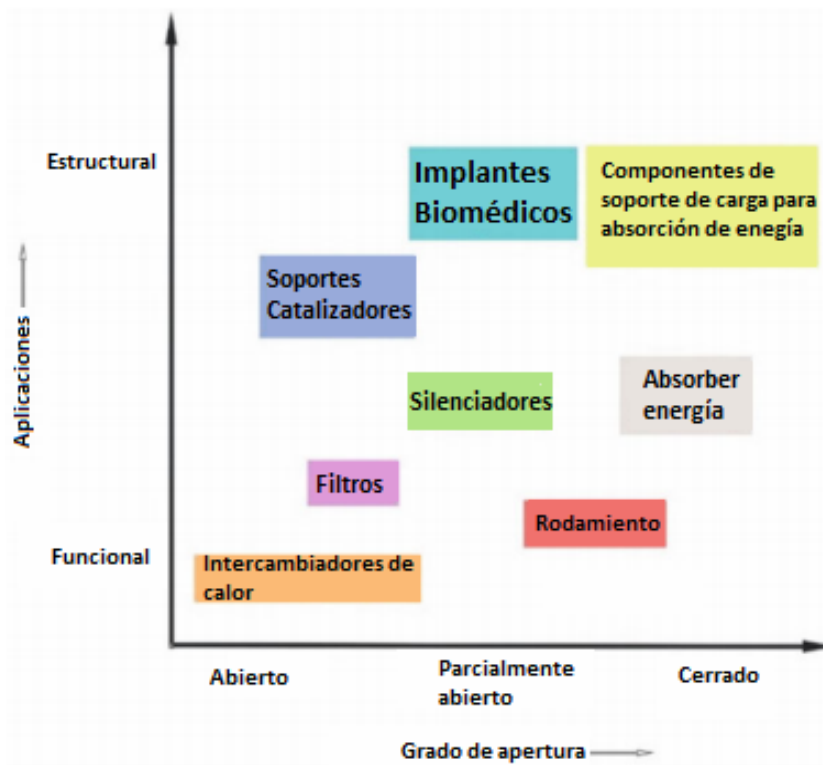 Estructural
Implantes
Biomédicos
Componentes de
soporte de carga para
absorción de enegía
Soportes
Catalizadores
Aplicaciones
Silenciadores
Absorber
energía
Filtros
Rodamiento
Funcional
Intercambiadores de
calor
Abierto
Parcialmente
abierto
Cerrado
Grado de apertura